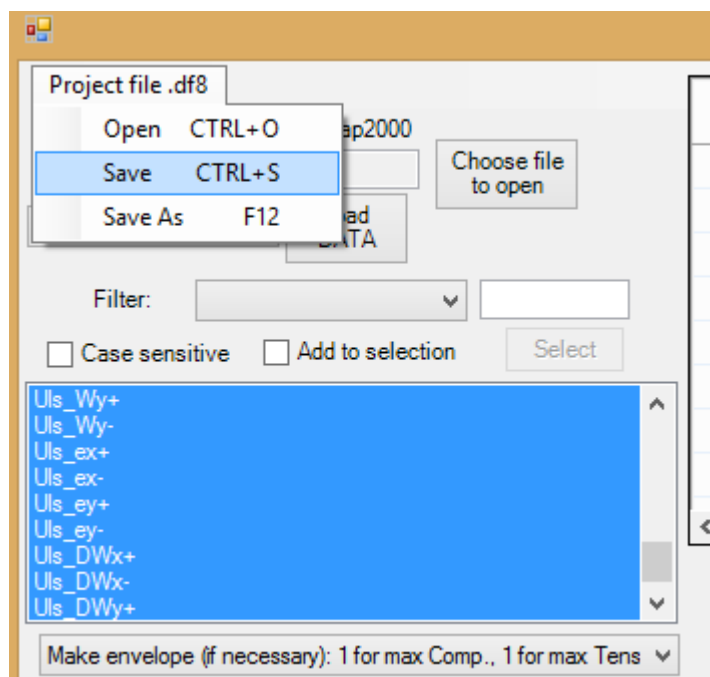 Project file .df8
Open CTRL+O
ap2000
Save CTRL+S
Choose file
to open
Save As F12
ad
DATA
Filter:
Case sensitive
Add to selection
Select
Uls_Wy+
Uls_Wy-
Uls_ex+
Uls_ex-
Uls_ey+
Uls_ey-
Uls_DWx+
Uls_DWx-
Uls_DWy+
Make envelope (if necessary): 1 for max Comp., 1 for max Tens